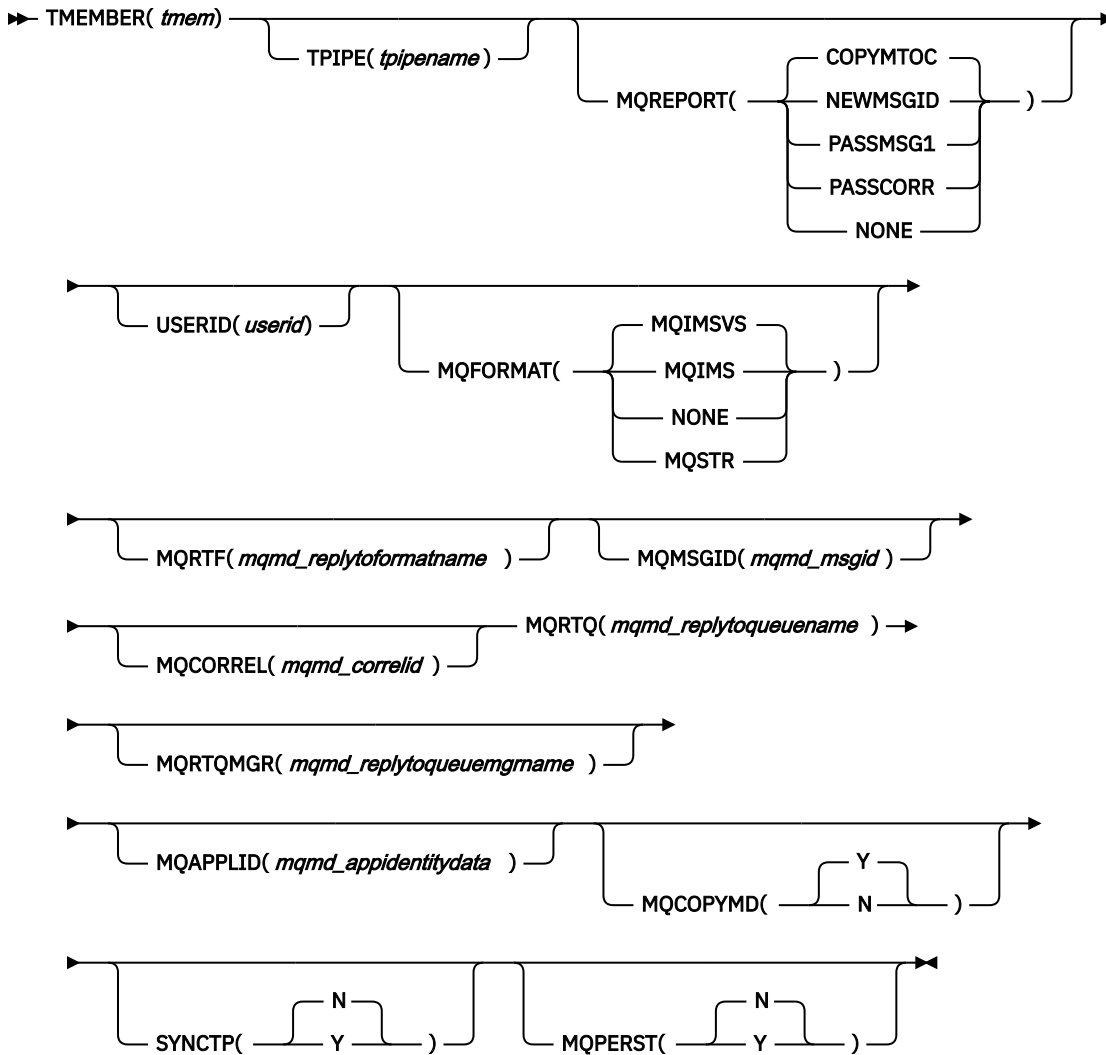 TMEMBER( tmem)
TPIPE( tpipename )
MQREPORT( COPYMTOC )
NEWMSGID
PASSMSG1
PASSCORR
NONE
USERID( userid)
MQFORMAT( MQIMSVS )
MQIMS
NONE
MQSTR
MQRTF( mqmd_replytoformatname )
MQMSGID( mqmd_msgid )
MQCORREL( mqmd_correlid )
MQRTQ( mqmd_replytoqueuename )
MQRTQMGR( mqmd_replytoqueuemgrname )
MQAPPLID( mqmd_appidentitydata )
MQCOPYMD( Y )
N
SYNCTP( N )
Y
MQPERST( N )
Y